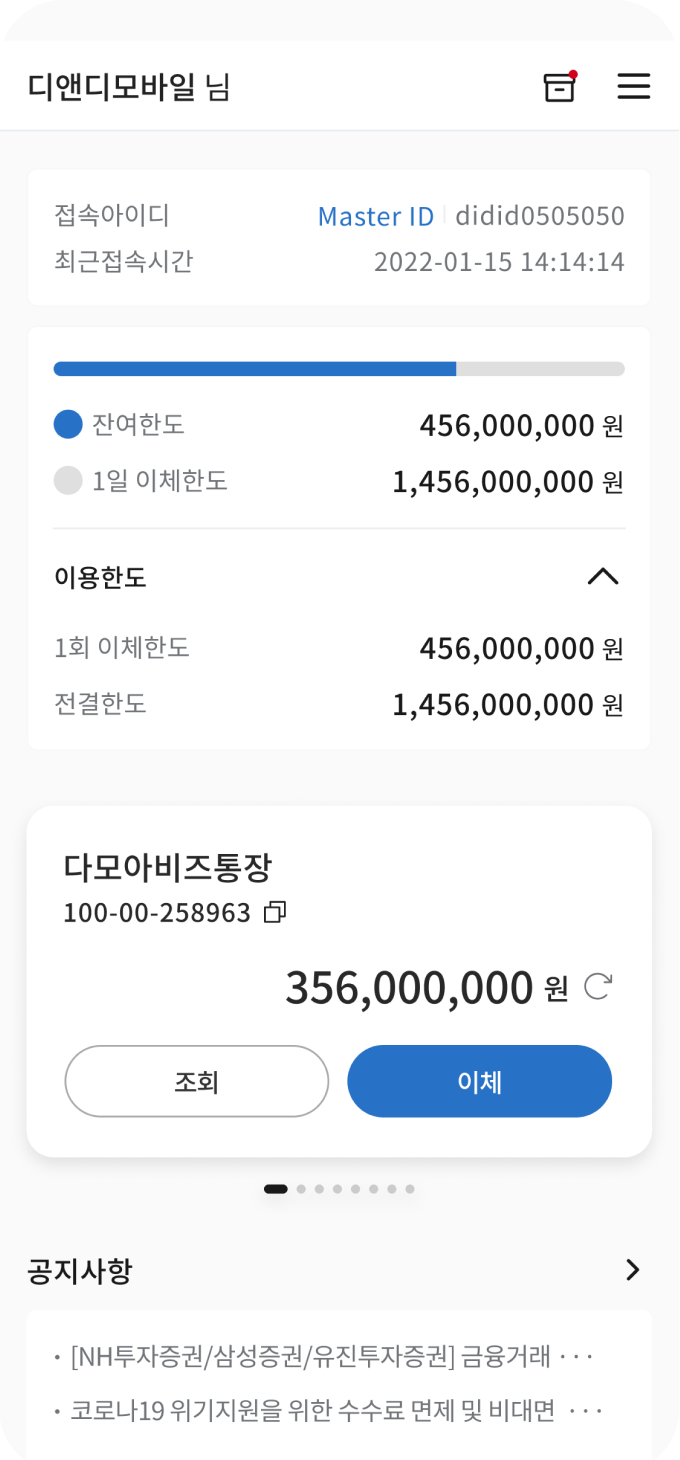 디앤디모바일 님
접속아이디 Master ID didid0505050
최근접속시간 2022-01-15 14:14:14
잔여한도 456,000,000 원
1일 이체한도 1,456,000,000 원
이용한도
1회 이체한도 456,000,000 원
전결한도 1,456,000,000 원
다모아비즈통장
100-00-258963
356,000,000 원
조회 이체
공지사항
· [NH투자증권/삼성증권/유진투자증권] 금융거래 ···
· 코로나19 위기지원을 위한 수수료 면제 및 비대면 ···